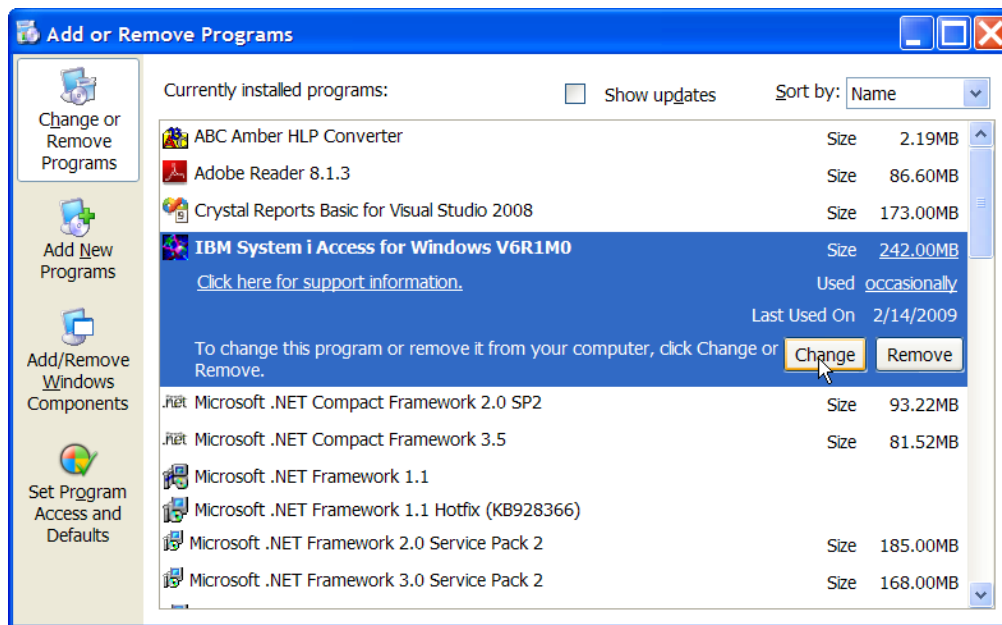 Add or Remove Programs
Change or
Remove
Programs
Add New
Programs
Add/Remove
Windows
Components
Set Program
Access and
Defaults
Currently installed programs: Show updates Sort by: Name
ABC Amber HLP Converter Size 2.19MB
Adobe Reader 8.1.3 Size 86.60MB
Crystal Reports Basic for Visual Studio 2008 Size 173.00MB
IBM System i Access for Windows V6R1M0 Size 242.00MB
Click here for support information. Used occasionally
Last Used On 2/14/2009
To change this program or remove it from your computer, click Change or Remove. Change Remove
.net Microsoft .NET Compact Framework 2.0 SP2 Size 93.22MB
.net Microsoft .NET Compact Framework 3.5 Size 81.52MB
Microsoft .NET Framework 1.1
Microsoft .NET Framework 1.1 Hotfix (KB928366)
Microsoft .NET Framework 2.0 Service Pack 2 Size 185.00MB
Microsoft .NET Framework 3.0 Service Pack 2 Size 168.00MB